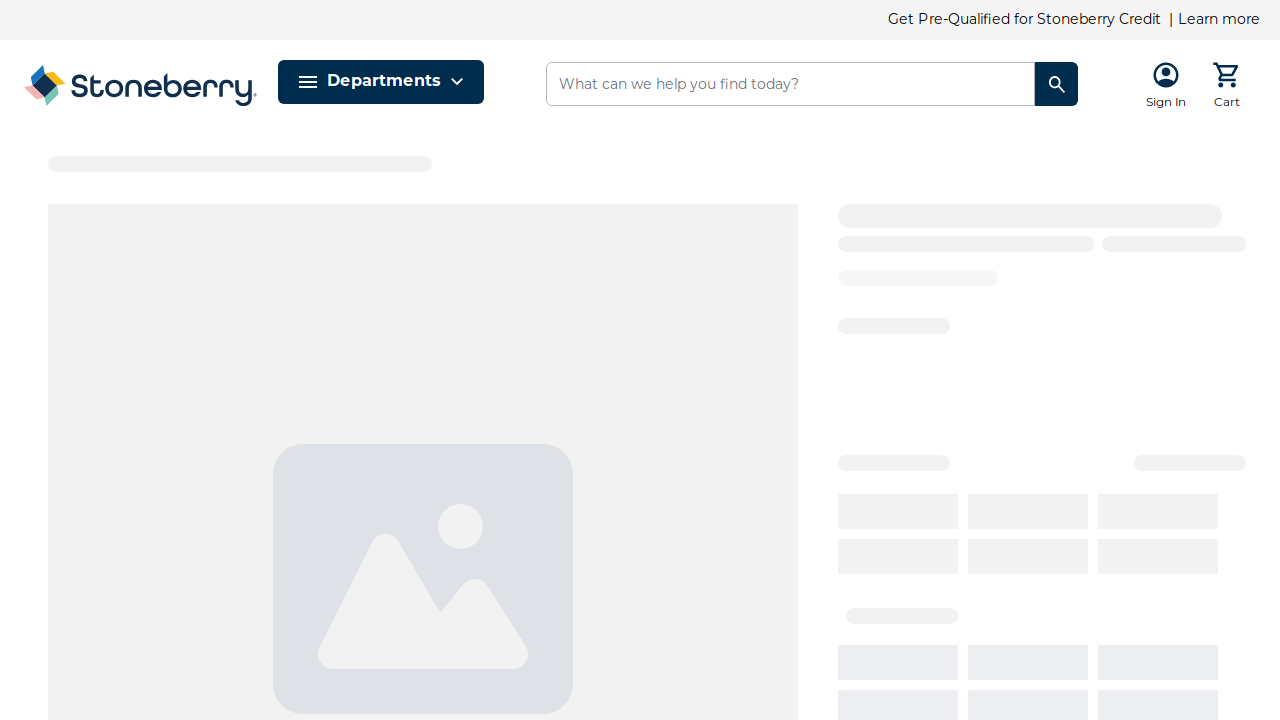 Get Pre-Qualified for Stoneberry Credit | Learn more
Stoneberry®
Departments
What can we help you find today?
Sign In
Cart